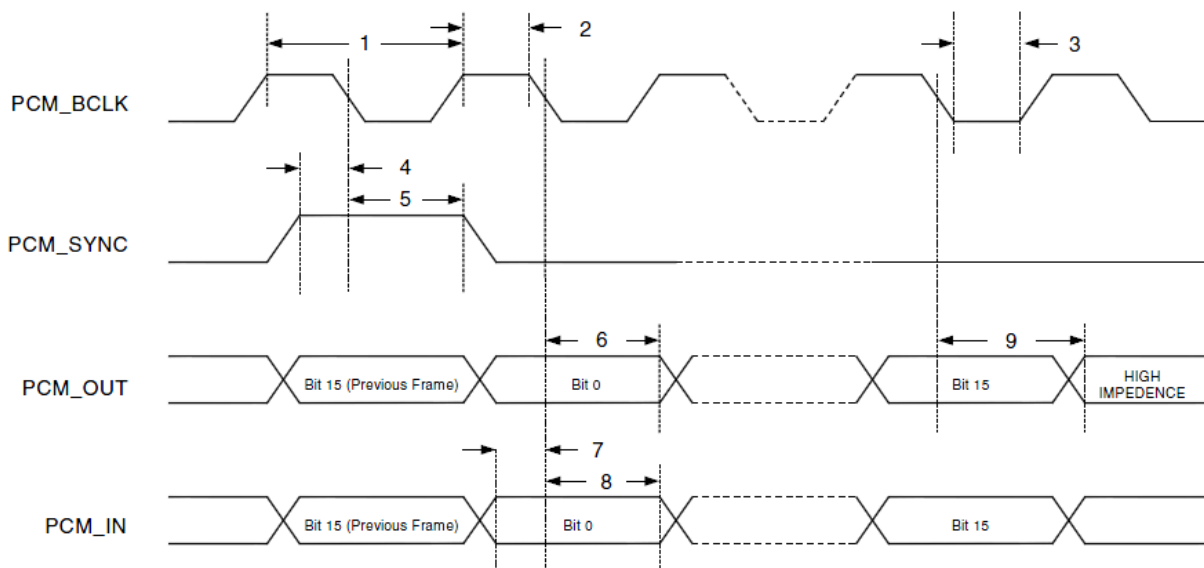 1
2
3
PCM_BCLK
4
5
PCM_SYNC
6
9
PCM_OUT
Bit 15 (Previous Frame)
Bit 0
Bit 15
HIGH
IMPEDENCE
7
8
PCM_IN
Bit 15 (Previous Frame)
Bit 0
Bit 15